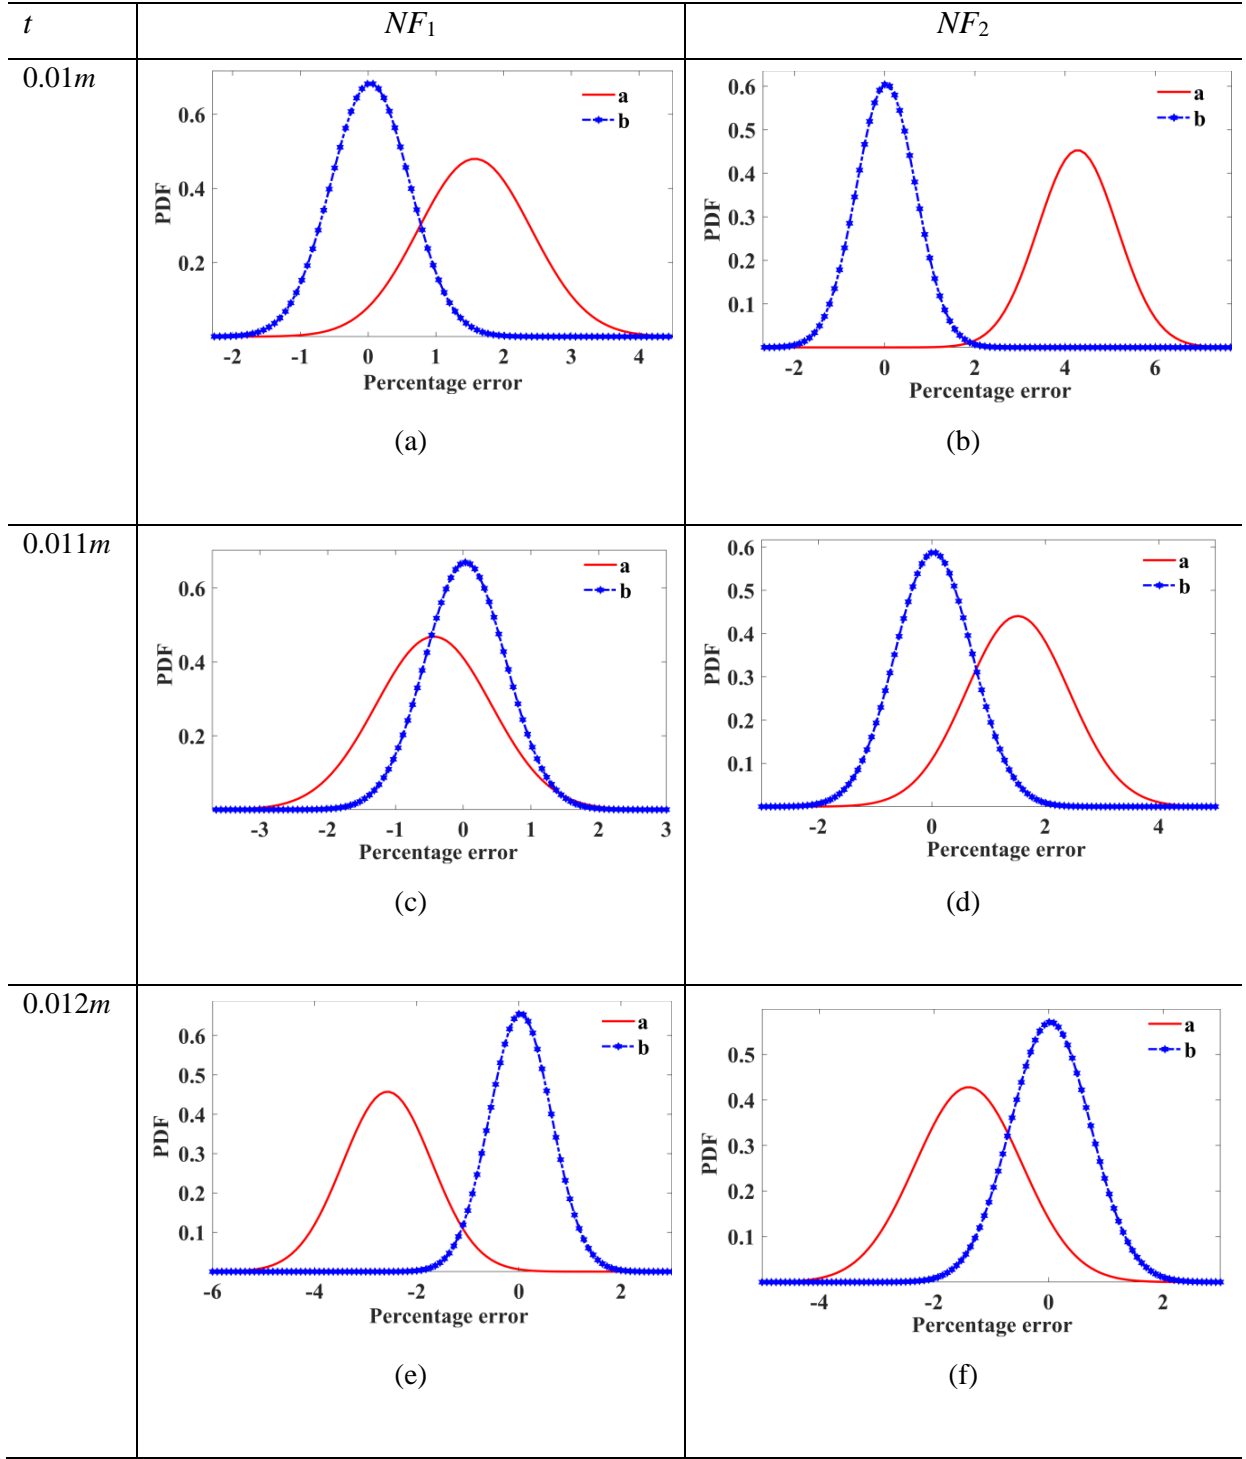 t NF1 NF2
0.01m
a
b
0.6
0.4
0.2
PDF
-2 -1 0 1 2 3 4
Percentage error
(a)
a
b
0.6
0.5
0.4
0.3
0.2
0.1
PDF
-2 0 2 4 6
Percentage error
(b)
0.011m
a
b
0.6
0.4
0.2
PDF
-3 -2 -1 0 1 2 3
Percentage error
(c)
a
b
0.6
0.5
0.4
0.3
0.2
0.1
PDF
-2 0 2 4
Percentage error
(d)
0.012m
a
b
0.6
0.5
0.4
0.3
0.2
0.1
PDF
-6 -4 -2 0 2
Percentage error
(e)
a
b
0.5
0.4
0.3
0.2
0.1
PDF
-4 -2 0 2
Percentage error
(f)